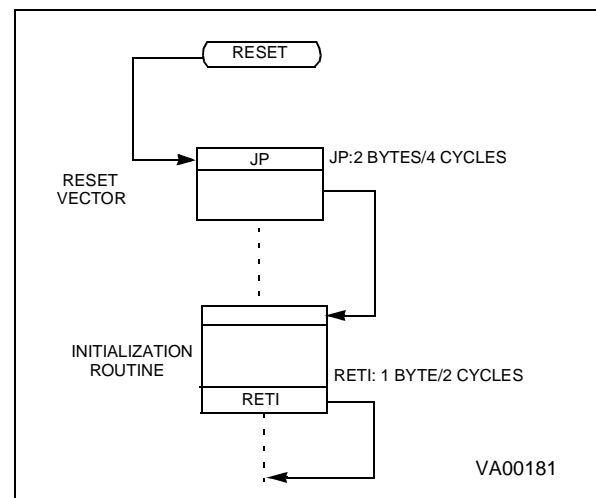 RESET
JP
JP:2 BYTES/4 CYCLES
RESET
VECTOR
INITIALIZATION
ROUTINE
RETI: 1 BYTE/2 CYCLES
RETI
VA00181